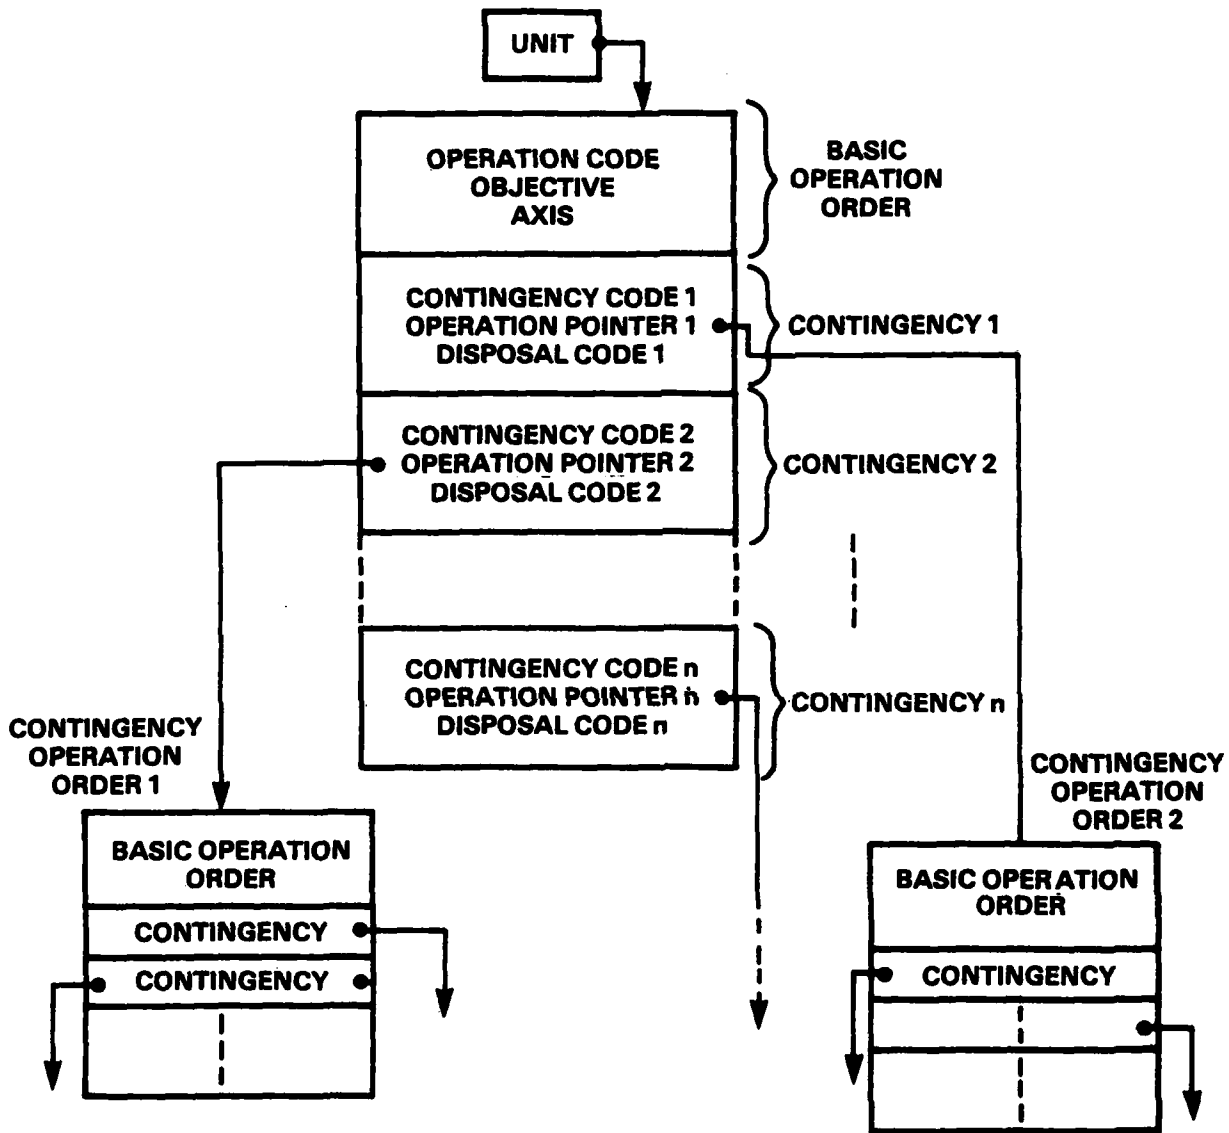 UNIT
OPERATION CODE
OBJECTIVE
AXIS
BASIC
OPERATION
ORDER
CONTINGENCY CODE 1
OPERATION POINTER 1
DISPOSAL CODE 1
CONTINGENCY 1
CONTINGENCY CODE 2
OPERATION POINTER 2
DISPOSAL CODE 2
CONTINGENCY 2
CONTINGENCY CODE n
OPERATION POINTER n
DISPOSAL CODE n
CONTINGENCY n
CONTINGENCY
OPERATION
ORDER 1
BASIC OPERATION
ORDER
CONTINGENCY
CONTINGENCY
CONTINGENCY
OPERATION
ORDER 2
BASIC OPERATION
ORDER
CONTINGENCY